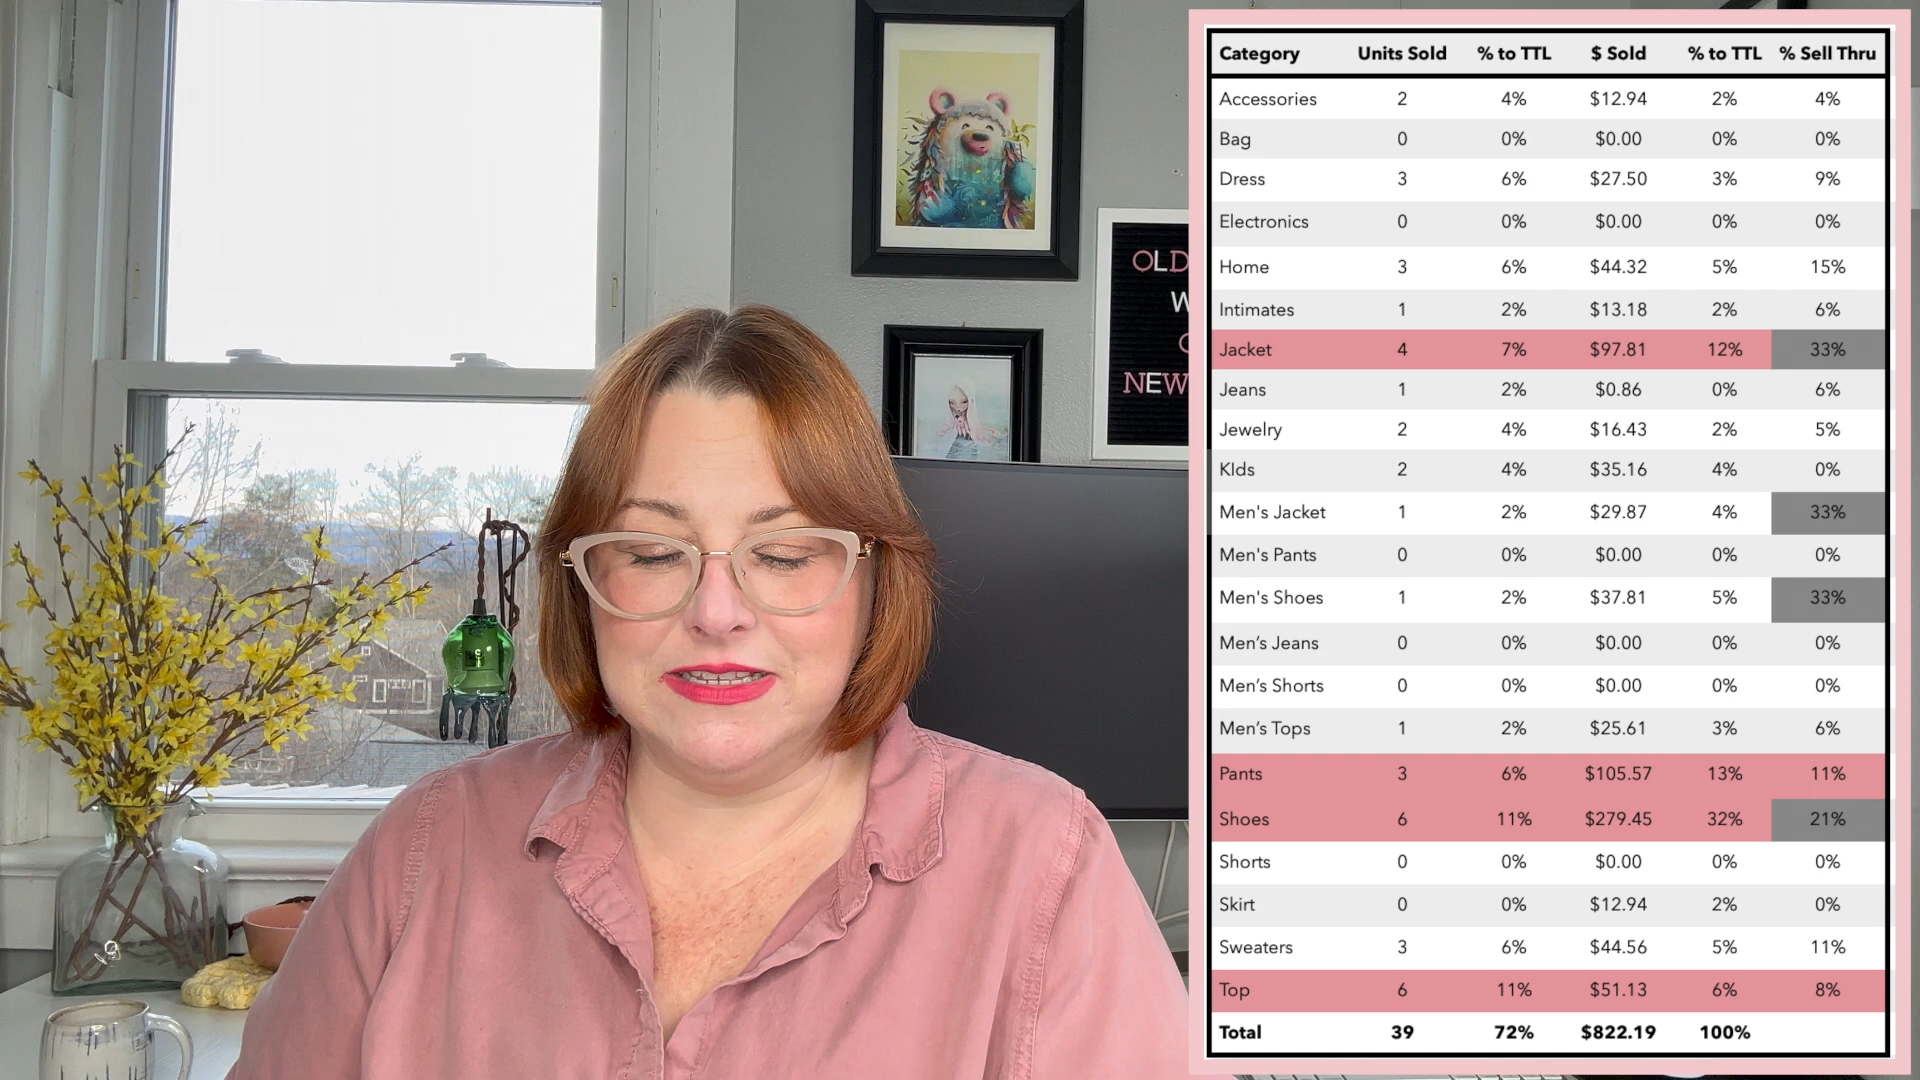 OLD
W
NEW
Category Units Sold % to TTL $ Sold % to TTL % Sell Thru
Accessories 2 4% $12.94 2% 4%
Bag 0 0% $0.00 0% 0%
Dress 3 6% $27.50 3% 9%
Electronics 0 0% $0.00 0% 0%
Home 3 6% $44.32 5% 15%
Intimates 1 2% $13.18 2% 6%
Jacket 4 7% $97.81 12% 33%
Jeans 1 2% $0.86 0% 6%
Jewelry 2 4% $16.43 2% 5%
KIds 2 4% $35.16 4% 0%
Men's Jacket 1 2% $29.87 4% 33%
Men's Pants 0 0% $0.00 0% 0%
Men's Shoes 1 2% $37.81 5% 33%
Men’s Jeans 0 0% $0.00 0% 0%
Men’s Shorts 0 0% $0.00 0% 0%
Men’s Tops 1 2% $25.61 3% 6%
Pants 3 6% $105.57 13% 11%
Shoes 6 11% $279.45 32% 21%
Shorts 0 0% $0.00 0% 0%
Skirt 0 0% $12.94 2% 0%
Sweaters 3 6% $44.56 5% 11%
Top 6 11% $51.13 6% 8%
Total 39 72% $822.19 100%